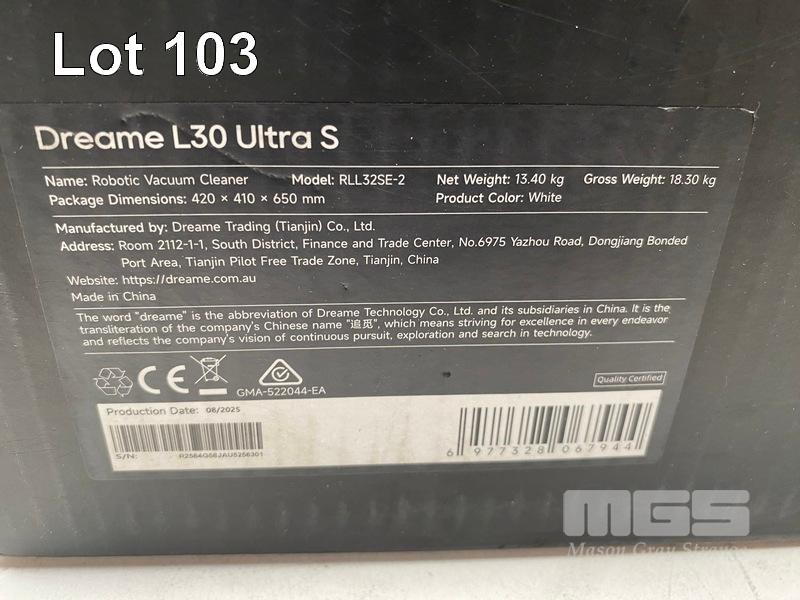 Lot 103
Dreame L30 Ultra S
Name: Robotic Vacuum Cleaner Model: RLL32SE-2 Net Weight: 13.40 kg Gross Weight: 18.30 kg
Package Dimensions: 420 × 410 × 650 mm Product Color: White
Manufactured by: Dreame Trading (Tianjin) Co., Ltd.
Address: Room 2112-1-1, South District, Finance and Trade Center, No.6975 Yazhou Road, Dongjiang Bonded
Port Area, Tianjin Pilot Free Trade Zone, Tianjin, China
Website: https://dreame.com.au
Made in China
The word "dreame" is the abbreviation of Dreame Technology Co., Ltd. and its subsidiaries in China. It is the
transliteration of the company's Chinese name "追觅", which means striving for excellence in every endeavor
and reflects the company's vision of continuous pursuit, exploration and search in technology.
CE
GMA-522044-EA
Quality Certified
Production Date: 08/2025
S/N: R2564G56JAU5256301
6 977328 067944
MGS
Mason Gray Strange